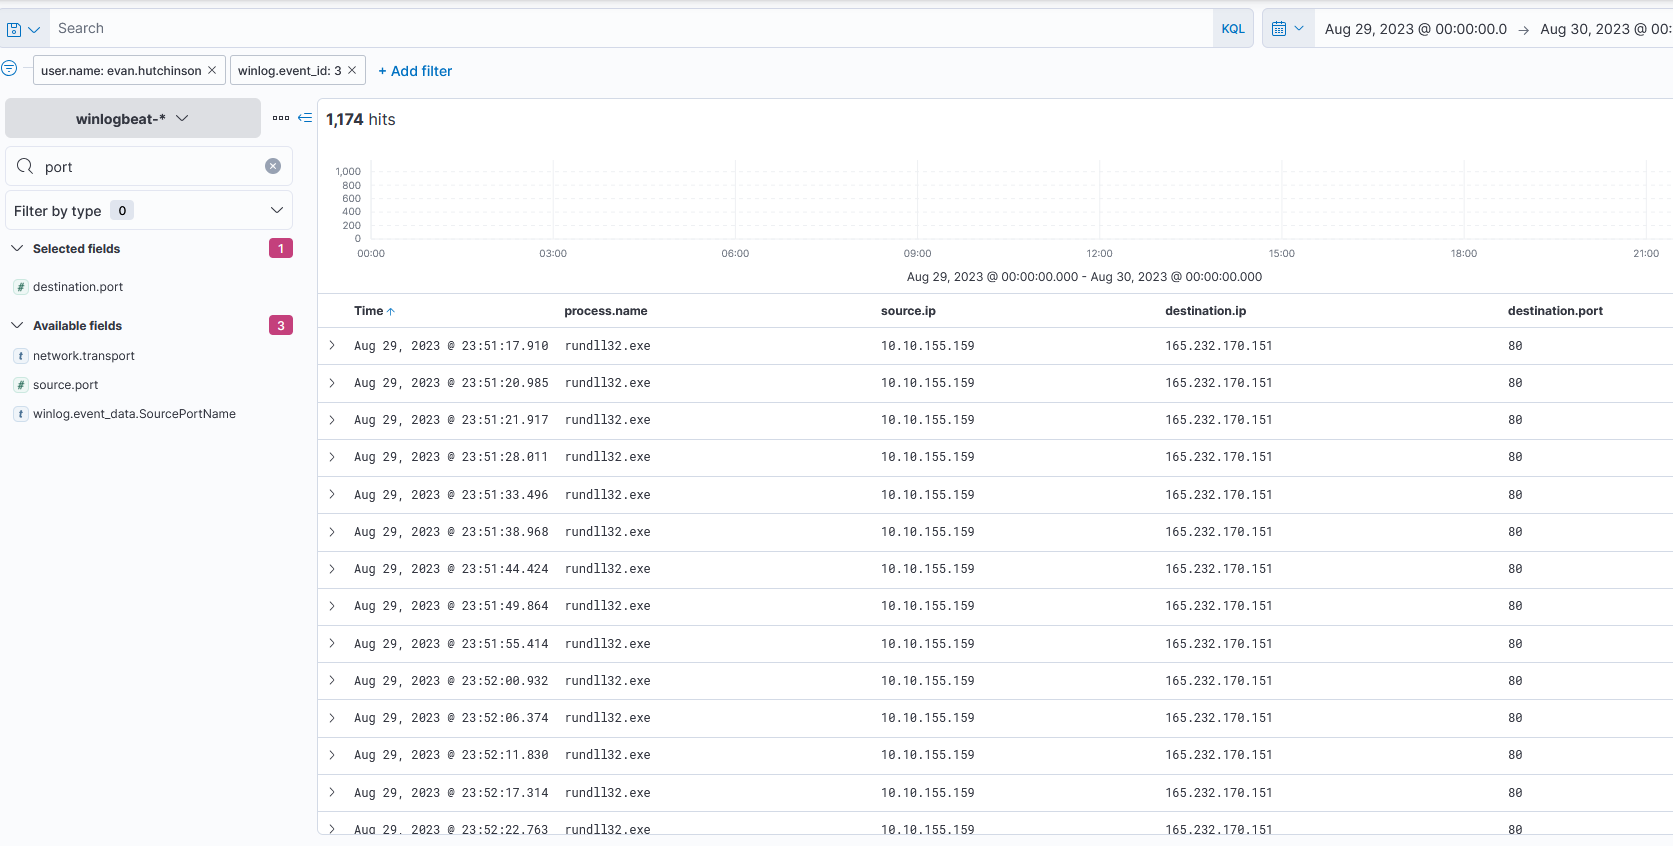 Search KQL Aug 29, 2023 @ 00:00:00.0 → Aug 30, 2023 @ 00:
user.name: evan.hutchinson × winlog.event_id: 3 × + Add filter
winlogbeat-*
port
Filter by type 0
Selected fields 1
# destination.port
Available fields 3
t network.transport
# source.port
t winlog.event_data.SourcePortName
1,174 hits
1,000
800
600
400
200
0
00:00 03:00 06:00 09:00 12:00 15:00 18:00 21:00
Aug 29, 2023 @ 00:00:00.000 - Aug 30, 2023 @ 00:00:00.000
Time ↑ process.name source.ip destination.ip destination.port
Aug 29, 2023 @ 23:51:17.910 rundll32.exe 10.10.155.159 165.232.170.151 80
Aug 29, 2023 @ 23:51:20.985 rundll32.exe 10.10.155.159 165.232.170.151 80
Aug 29, 2023 @ 23:51:21.917 rundll32.exe 10.10.155.159 165.232.170.151 80
Aug 29, 2023 @ 23:51:28.011 rundll32.exe 10.10.155.159 165.232.170.151 80
Aug 29, 2023 @ 23:51:33.496 rundll32.exe 10.10.155.159 165.232.170.151 80
Aug 29, 2023 @ 23:51:38.968 rundll32.exe 10.10.155.159 165.232.170.151 80
Aug 29, 2023 @ 23:51:44.424 rundll32.exe 10.10.155.159 165.232.170.151 80
Aug 29, 2023 @ 23:51:49.864 rundll32.exe 10.10.155.159 165.232.170.151 80
Aug 29, 2023 @ 23:51:55.414 rundll32.exe 10.10.155.159 165.232.170.151 80
Aug 29, 2023 @ 23:52:00.932 rundll32.exe 10.10.155.159 165.232.170.151 80
Aug 29, 2023 @ 23:52:06.374 rundll32.exe 10.10.155.159 165.232.170.151 80
Aug 29, 2023 @ 23:52:11.830 rundll32.exe 10.10.155.159 165.232.170.151 80
Aug 29, 2023 @ 23:52:17.314 rundll32.exe 10.10.155.159 165.232.170.151 80
Aug 29, 2023 @ 23:52:22.763 rundll32.exe 10.10.155.159 165.232.170.151 80